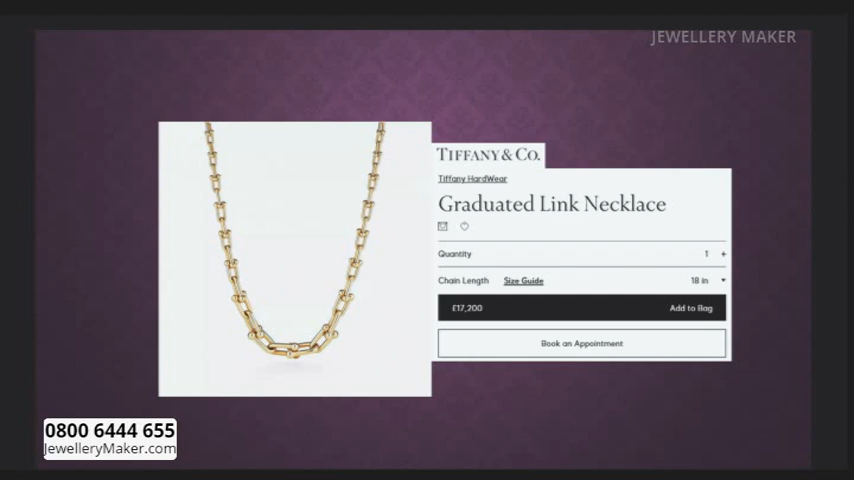 JEWELLERY MAKER
TIFFANY & CO.
Tiffany HardWear
Graduated Link Necklace
Quantity 1 +
Chain Length Size Guide 18 in
£17,200 Add to Bag
Book an Appointment
0800 6444 655
JewelleryMaker.com